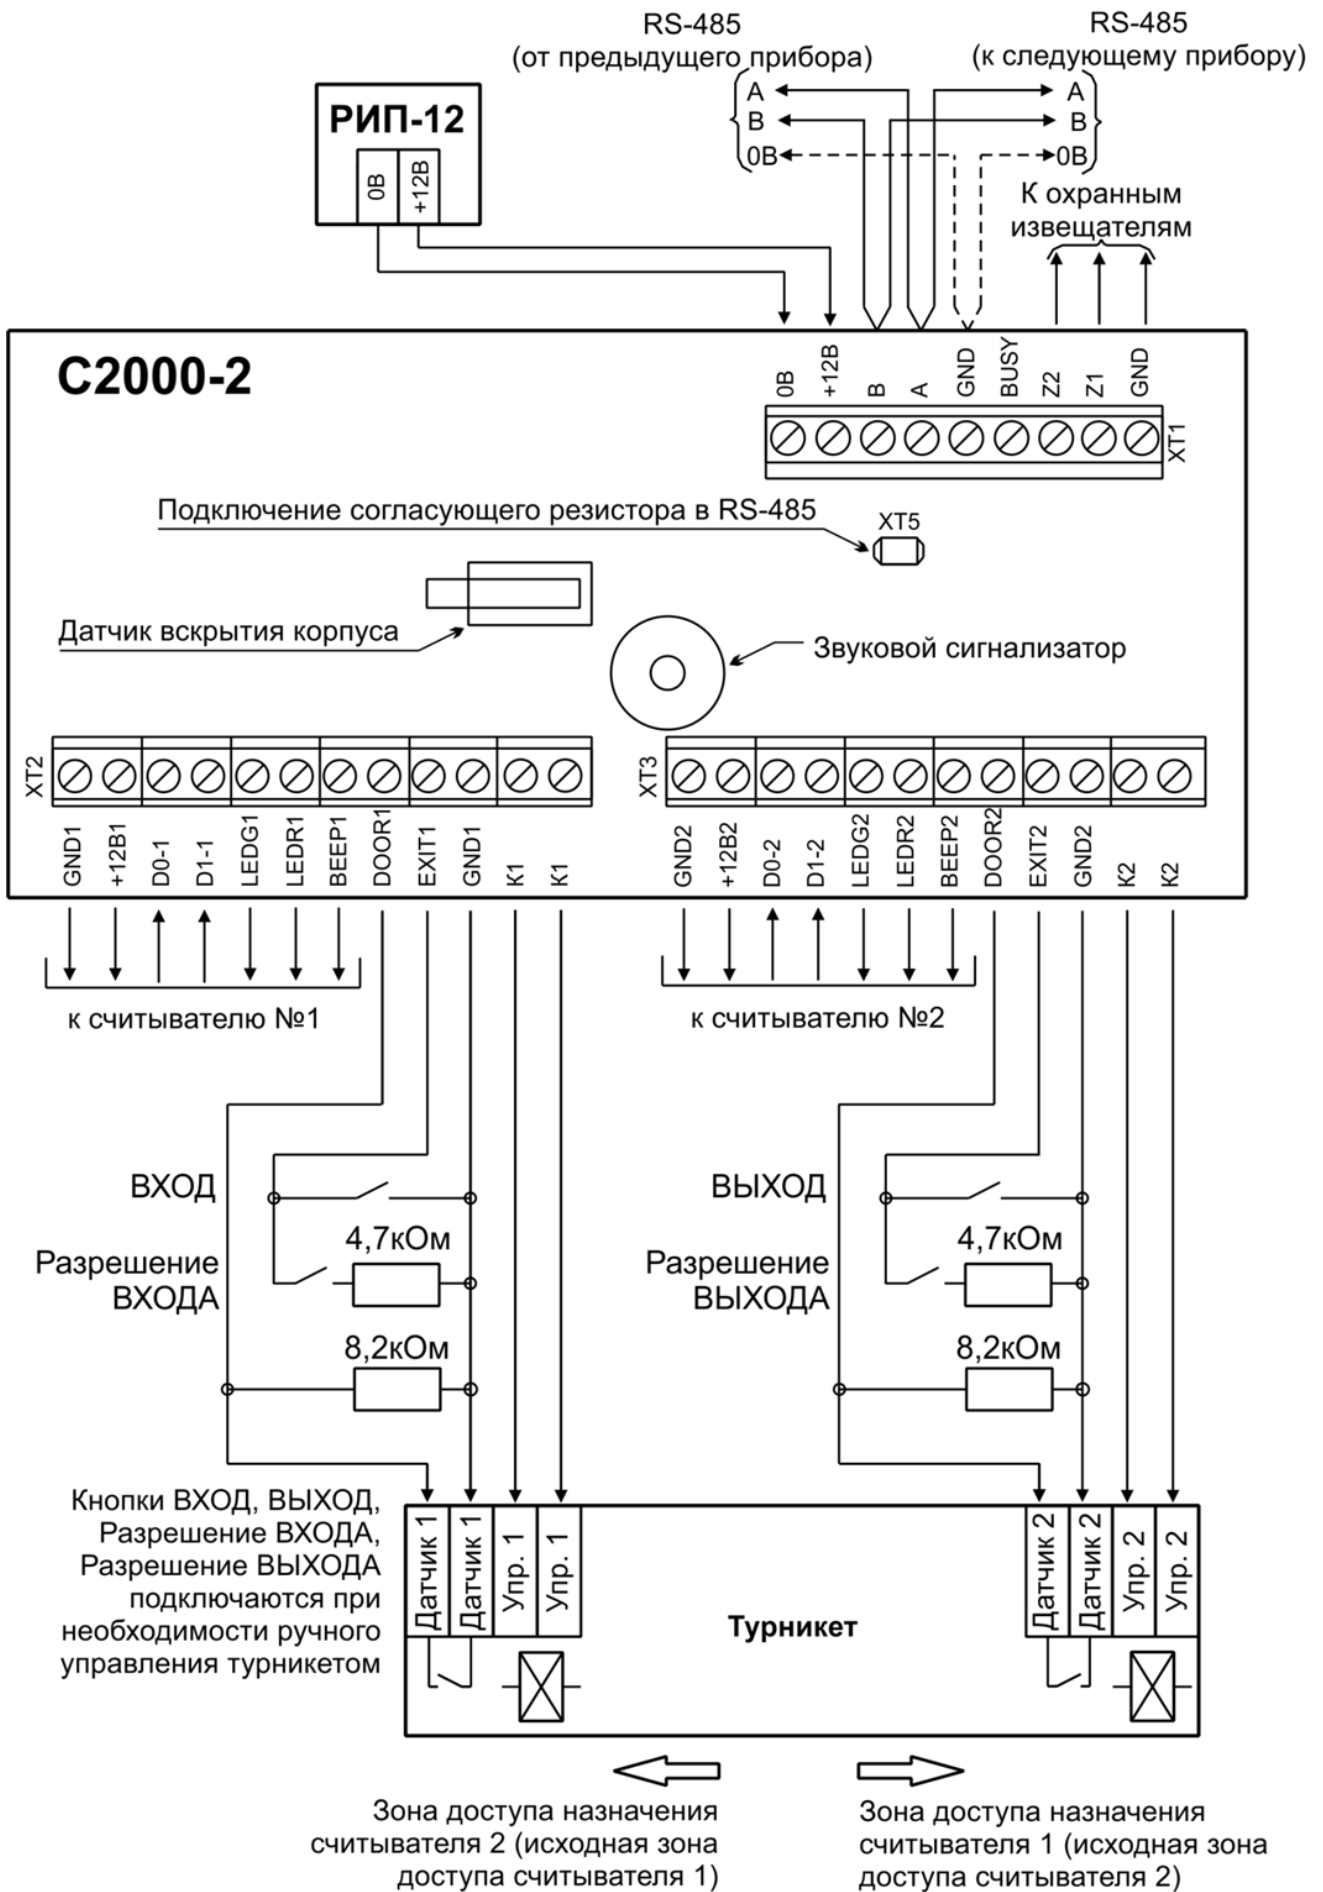 RS-485
(от предыдущего прибора)
RS-485
(к следующему прибору)
A
B
0В
A
B
0В
РИП-12
0В
+12В
К охранным
извещателям
С2000-2
0В
+12В
B
A
GND
BUSY
Z2
Z1
GND
XT1
Подключение согласующего резистора в RS-485
XT5
Датчик вскрытия корпуса
Звуковой сигнализатор
XT2
GND1
+12В1
D0-1
D1-1
LEDG1
LEDR1
BEEP1
DOOR1
EXIT1
GND1
К1
К1
XT3
GND2
+12В2
D0-2
D1-2
LEDG2
LEDR2
BEEP2
DOOR2
EXIT2
GND2
К2
К2
к считывателю №1
к считывателю №2
ВХОД
4,7кОм
Разрешение
ВХОДА
8,2кОм
ВЫХОД
4,7кОм
Разрешение
ВЫХОДА
8,2кОм
Кнопки ВХОД, ВЫХОД,
Разрешение ВХОДА,
Разрешение ВЫХОДА
подключаются при
необходимости ручного
управления турникетом
Датчик 1
Датчик 1
Упр. 1
Упр. 1
Турникет
Датчик 2
Датчик 2
Упр. 2
Упр. 2
Зона доступа назначения
считывателя 2 (исходная зона
доступа считывателя 1)
Зона доступа назначения
считывателя 1 (исходная зона
доступа считывателя 2)